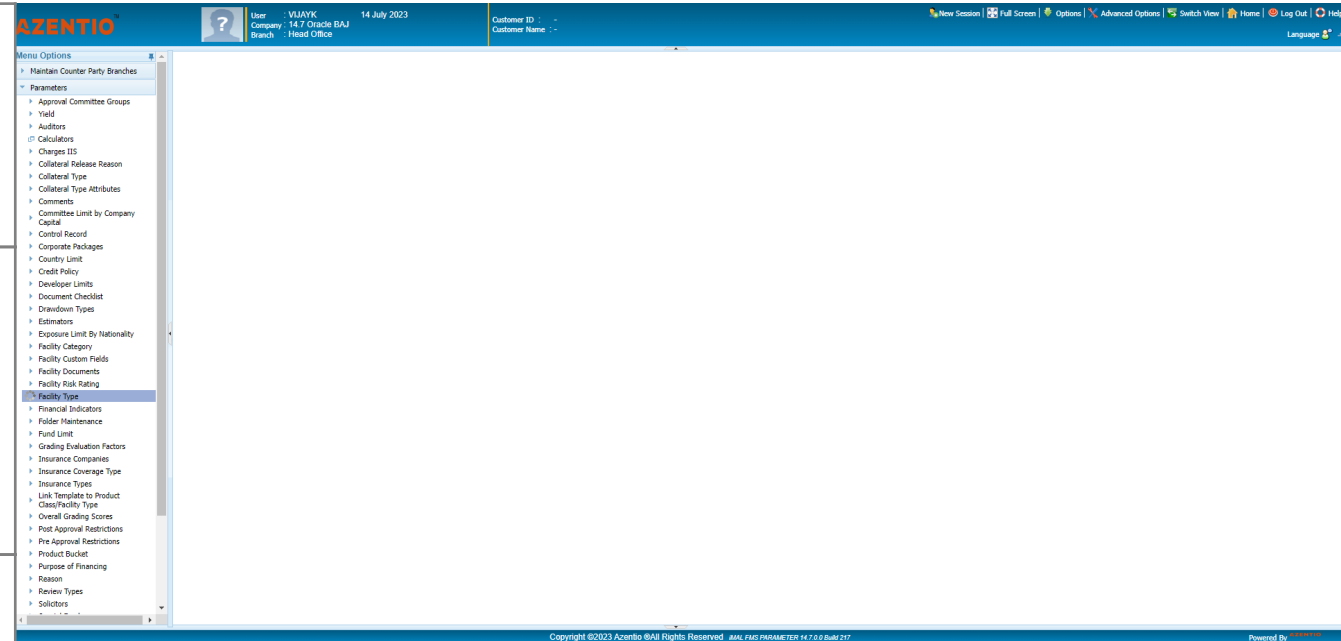 AZENTIO
User : VIJAYK 14 July 2023
Company : 14.7 Oracle BAJ
Branch : Head Office
Customer ID : -
Customer Name : -
New Session | Full Screen | Options | Advanced Options | Switch View | Home | Log Out | Help
Language
Menu Options
Maintain Counter Party Branches
Parameters
Approval Committee Groups
Yield
Auditors
Calculators
Charges IIS
Collateral Release Reason
Collateral Type
Collateral Type Attributes
Comments
Committee Limit by Company
Capital
Control Record
Corporate Packages
Country Limit
Credit Policy
Developer Limits
Document Checklist
Drawdown Types
Estimators
Exposure Limit By Nationality
Facility Category
Facility Custom Fields
Facility Documents
Facility Risk Rating
Facility Type
Financial Indicators
Folder Maintenance
Fund Limit
Grading Evaluation Factors
Insurance Companies
Insurance Coverage Type
Insurance Types
Link Template to Product
Class/Facility Type
Overall Grading Scores
Post Approval Restrictions
Pre Approval Restrictions
Product Bucket
Purpose of Financing
Reason
Review Types
Solicitors
Copyright ©2023 Azentio ®All Rights Reserved IMAL FMS PARAMETER 14.7.0.0 Build 217
Powered By AZENTIO